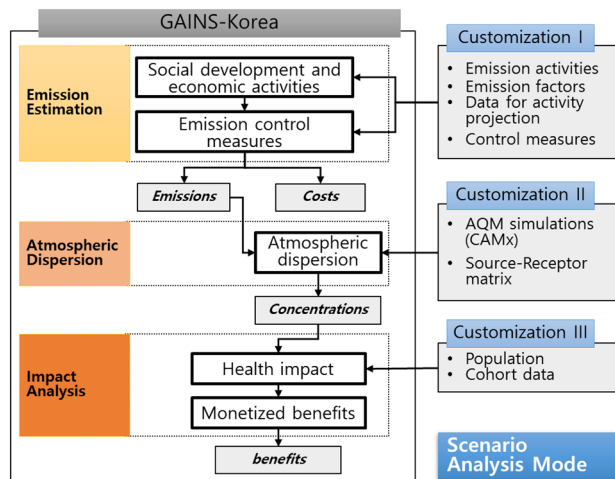 GAINS-Korea
Emission
Estimation
Social development and
economic activities
Emission control
measures
Emissions
Costs
Atmospheric
Dispersion
Atmospheric
dispersion
Concentrations
Impact
Analysis
Health impact
Monetized benefits
benefits
Customization I
• Emission activities
• Emission factors
• Data for activity
projection
• Control measures
Customization II
• AQM simulations
(CAMx)
• Source-Receptor
matrix
Customization III
• Population
• Cohort data
Scenario
Analysis Mode